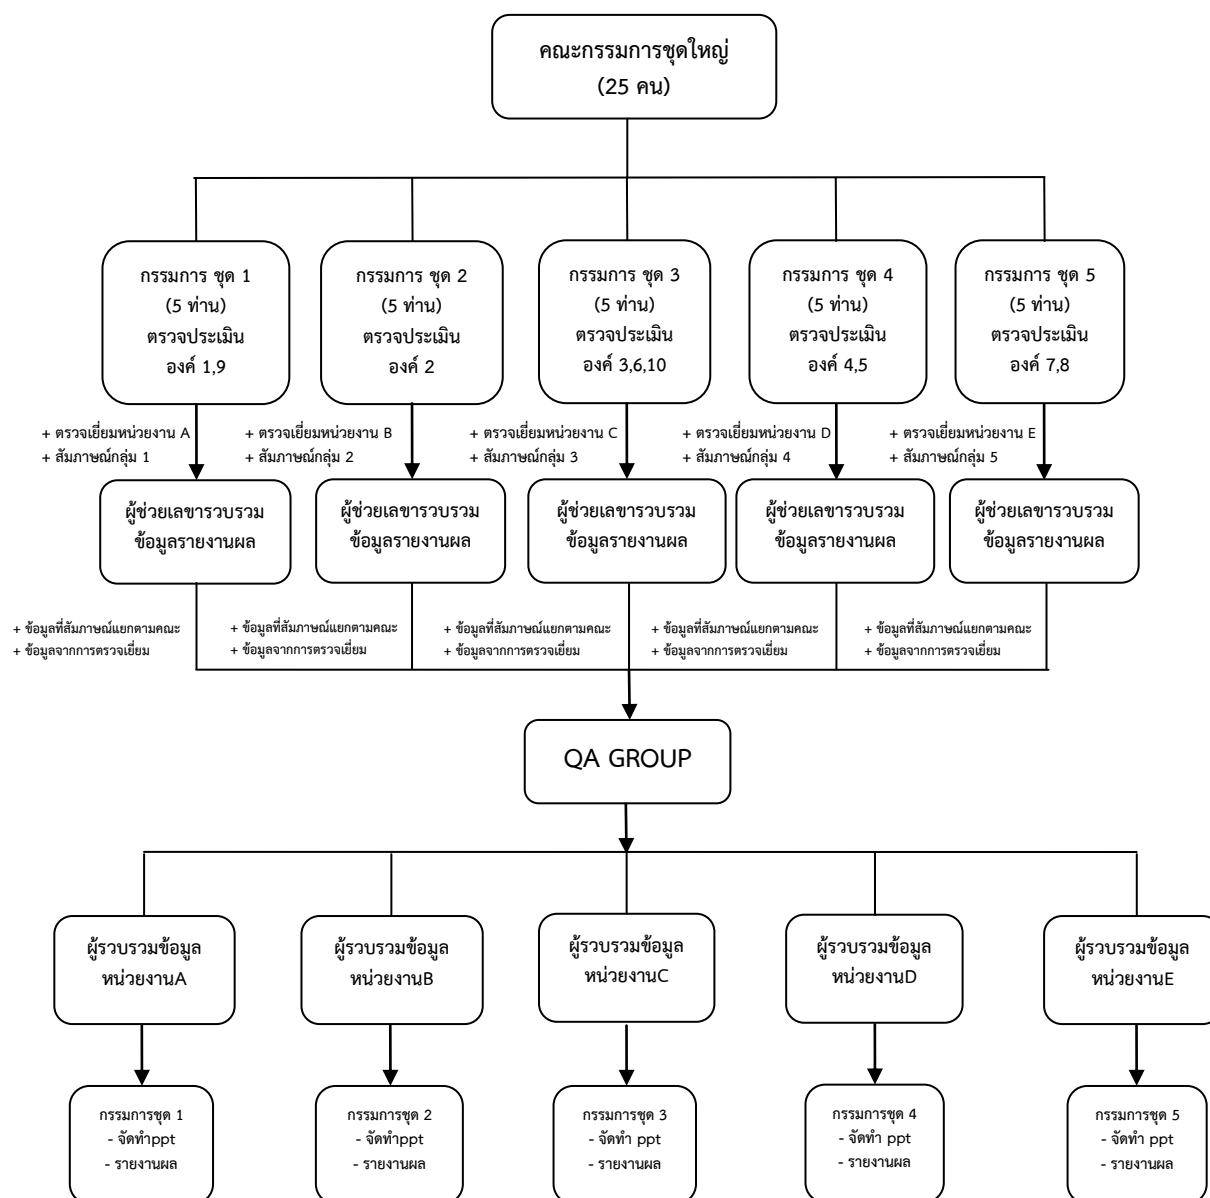 คณะกรรมการชุดใหญ่
(25 คน)
กรรมการ ชุด 1
(5 ท่าน)
ตรวจประเมิน
องค์ 1,9
กรรมการ ชุด 2
(5 ท่าน)
ตรวจประเมิน
องค์ 2
กรรมการ ชุด 3
(5 ท่าน)
ตรวจประเมิน
องค์ 3,6,10
กรรมการ ชุด 4
(5 ท่าน)
ตรวจประเมิน
องค์ 4,5
กรรมการ ชุด 5
(5 ท่าน)
ตรวจประเมิน
องค์ 7,8
+ ตรวจเยี่ยมหน่วยงาน A
+ สัมภาษณ์กลุ่ม 1
+ ตรวจเยี่ยมหน่วยงาน B
+ สัมภาษณ์กลุ่ม 2
+ ตรวจเยี่ยมหน่วยงาน C
+ สัมภาษณ์กลุ่ม 3
+ ตรวจเยี่ยมหน่วยงาน D
+ สัมภาษณ์กลุ่ม 4
+ ตรวจเยี่ยมหน่วยงาน E
+ สัมภาษณ์กลุ่ม 5
ผู้ช่วยเลขารวบรวม
ข้อมูลรายงานผล
ผู้ช่วยเลขารวบรวม
ข้อมูลรายงานผล
ผู้ช่วยเลขารวบรวม
ข้อมูลรายงานผล
ผู้ช่วยเลขารวบรวม
ข้อมูลรายงานผล
ผู้ช่วยเลขารวบรวม
ข้อมูลรายงานผล
+ ข้อมูลที่สัมภาษณ์แยกตามคณะ
+ ข้อมูลจากการตรวจเยี่ยม
+ ข้อมูลที่สัมภาษณ์แยกตามคณะ
+ ข้อมูลจากการตรวจเยี่ยม
+ ข้อมูลที่สัมภาษณ์แยกตามคณะ
+ ข้อมูลจากการตรวจเยี่ยม
+ ข้อมูลที่สัมภาษณ์แยกตามคณะ
+ ข้อมูลจากการตรวจเยี่ยม
+ ข้อมูลที่สัมภาษณ์แยกตามคณะ
+ ข้อมูลจากการตรวจเยี่ยม
QA GROUP
ผู้รวบรวมข้อมูล
หน่วยงานA
ผู้รวบรวมข้อมูล
หน่วยงานB
ผู้รวบรวมข้อมูล
หน่วยงานC
ผู้รวบรวมข้อมูล
หน่วยงานD
ผู้รวบรวมข้อมูล
หน่วยงานE
กรรมการชุด 1
- จัดทำppt
- รายงานผล
กรรมการชุด 2
- จัดทำppt
- รายงานผล
กรรมการชุด 3
- จัดทำ ppt
- รายงานผล
กรรมการชุด 4
- จัดทำ ppt
- รายงานผล
กรรมการชุด 5
- จัดทำ ppt
- รายงานผล